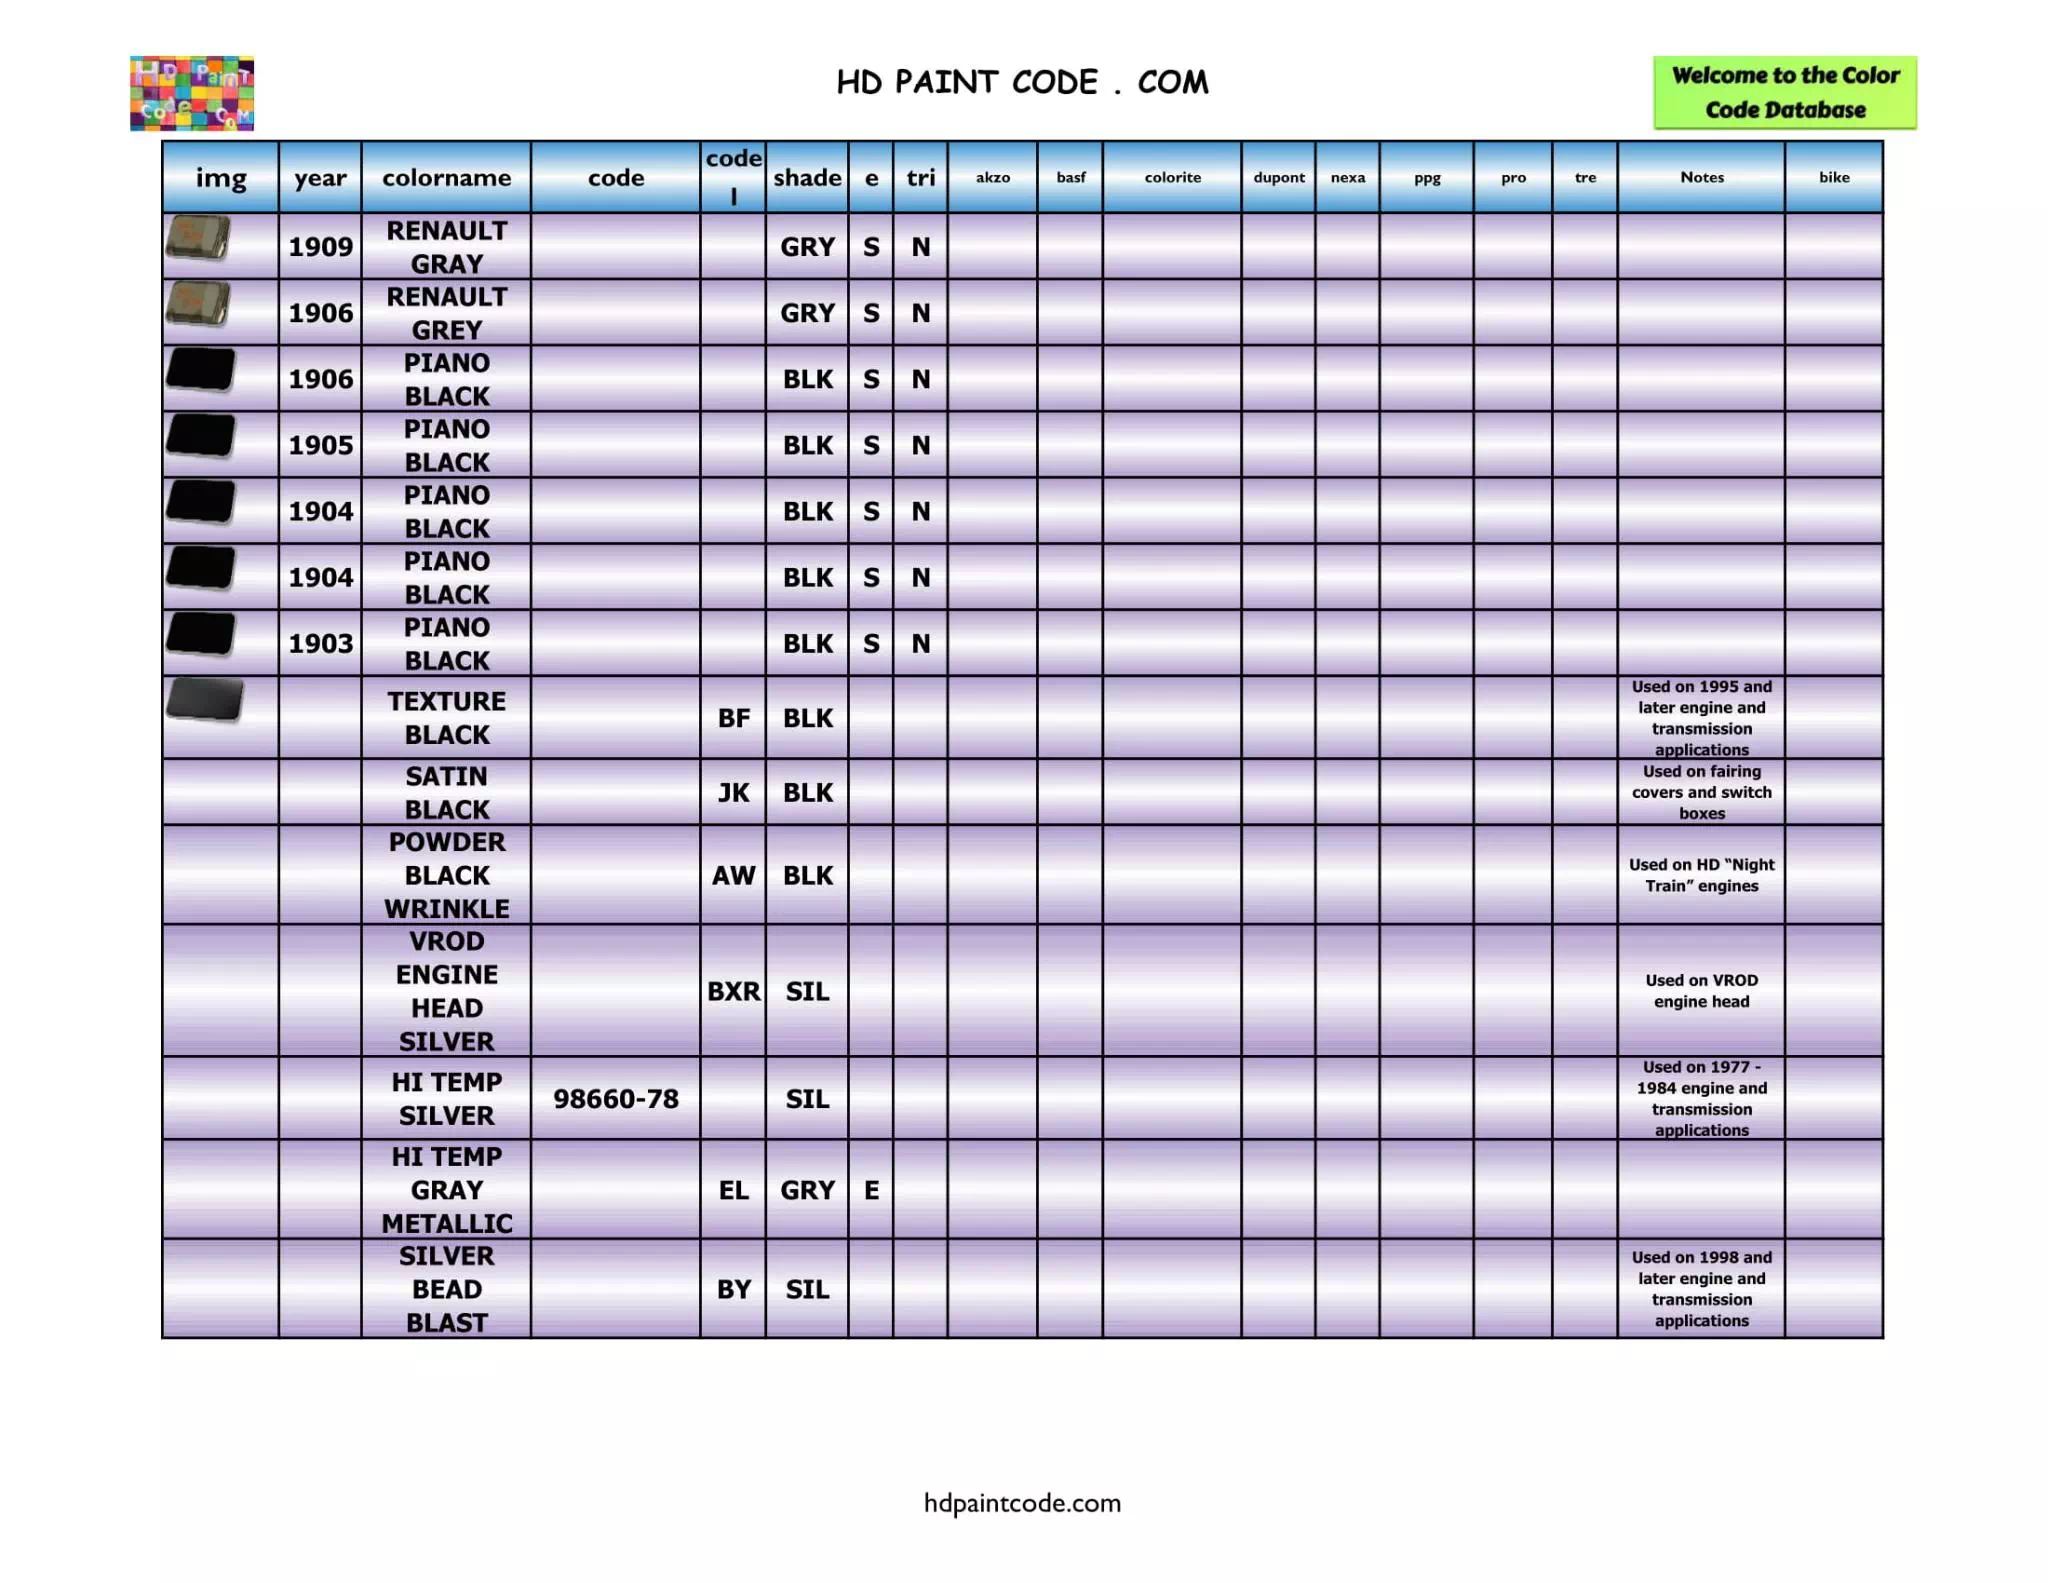 HD PainT
Code
CoM
HD PAINT CODE . COM
Welcome to the Color
Code Database
img year colorname code code l shade e tri akzo basf colorite dupont nexa ppg pro tre Notes bike
1909 RENAULT GRAY GRY S N
1906 RENAULT GREY GRY S N
1906 PIANO BLACK BLK S N
1905 PIANO BLACK BLK S N
1904 PIANO BLACK BLK S N
1904 PIANO BLACK BLK S N
1903 PIANO BLACK BLK S N
TEXTURE BLACK BF BLK Used on 1995 and later engine and transmission applications
SATIN BLACK JK BLK Used on fairing covers and switch boxes
POWDER BLACK WRINKLE AW BLK Used on HD “Night Train” engines
VROD ENGINE HEAD SILVER BXR SIL Used on VROD engine head
HI TEMP SILVER 98660-78 SIL Used on 1977 - 1984 engine and transmission applications
HI TEMP GRAY METALLIC EL GRY E
SILVER BEAD BLAST BY SIL Used on 1998 and later engine and transmission applications
hdpaintcode.com